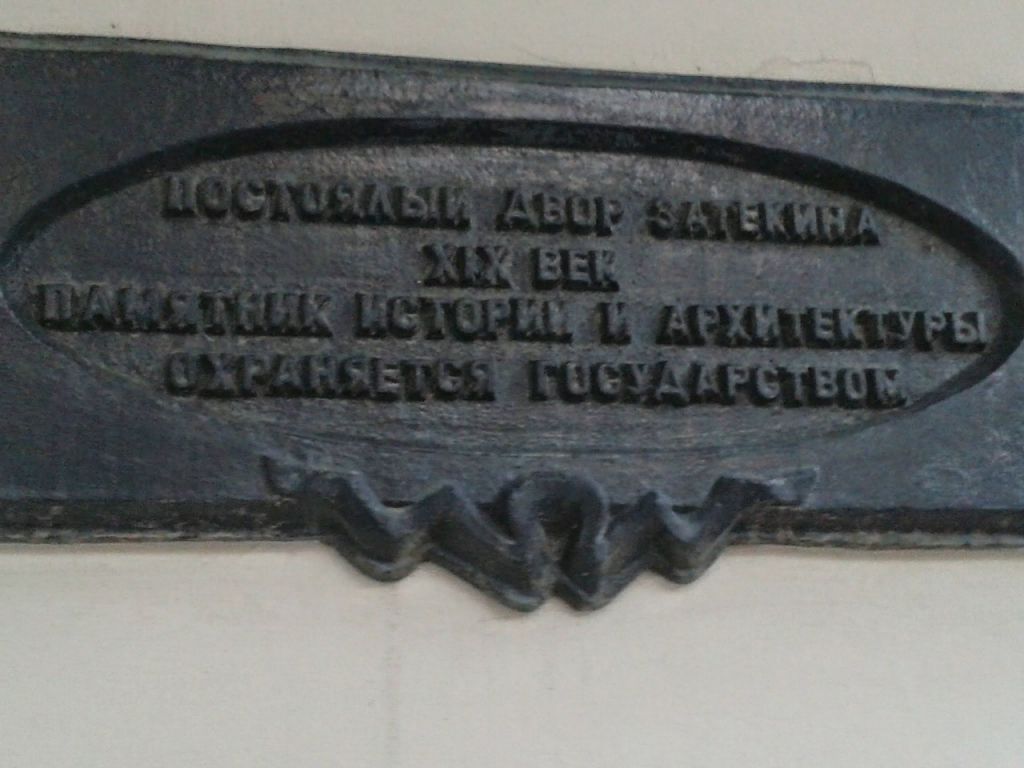 ПОСТОЯЛЫЙ ДВОР ЗАТЕКИНА
XIX ВЕК
ПАМЯТНИК ИСТОРИИ И АРХИТЕКТУРЫ
ОХРАНЯЕТСЯ ГОСУДАРСТВОМ